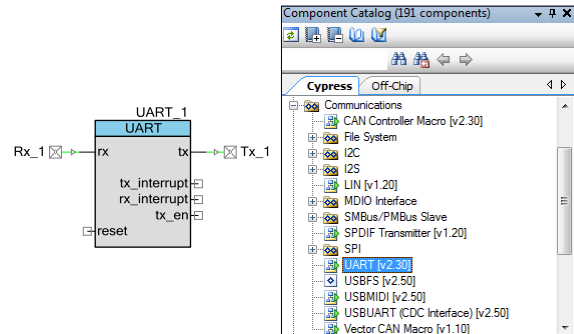 UART_1
UART
Rx_1
rx
tx
Tx_1
tx_interrupt
rx_interrupt
tx_en
reset
Component Catalog (191 components)
Cypress
Off-Chip
Communications
CAN Controller Macro [v2.30]
File System
I2C
I2S
LIN [v1.20]
MDIO Interface
SMBus/PMBus Slave
SPDIF Transmitter [v1.20]
SPI
UART [v2.30]
USBFS [v2.50]
USBMIDI [v2.50]
USBUART (CDC Interface) [v2.50]
Vector CAN Macro [v1.10]